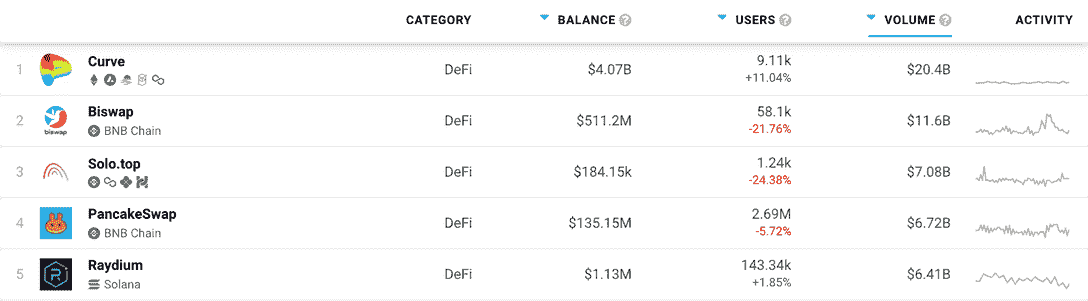 CATEGORY BALANCE ? USERS ? VOLUME ? ACTIVITY
1 Curve DeFi $4.07B 9.11k $20.4B
+11.04%
2 Biswap DeFi $511.2M 58.1k $11.6B
biswap BNB Chain -21.76%
3 Solo.top DeFi $184.15k 1.24k $7.08B
-24.38%
4 PancakeSwap DeFi $135.15M 2.69M $6.72B
BNB Chain -5.72%
5 Raydium DeFi $1.13M 143.34k $6.41B
R Solana +1.85%